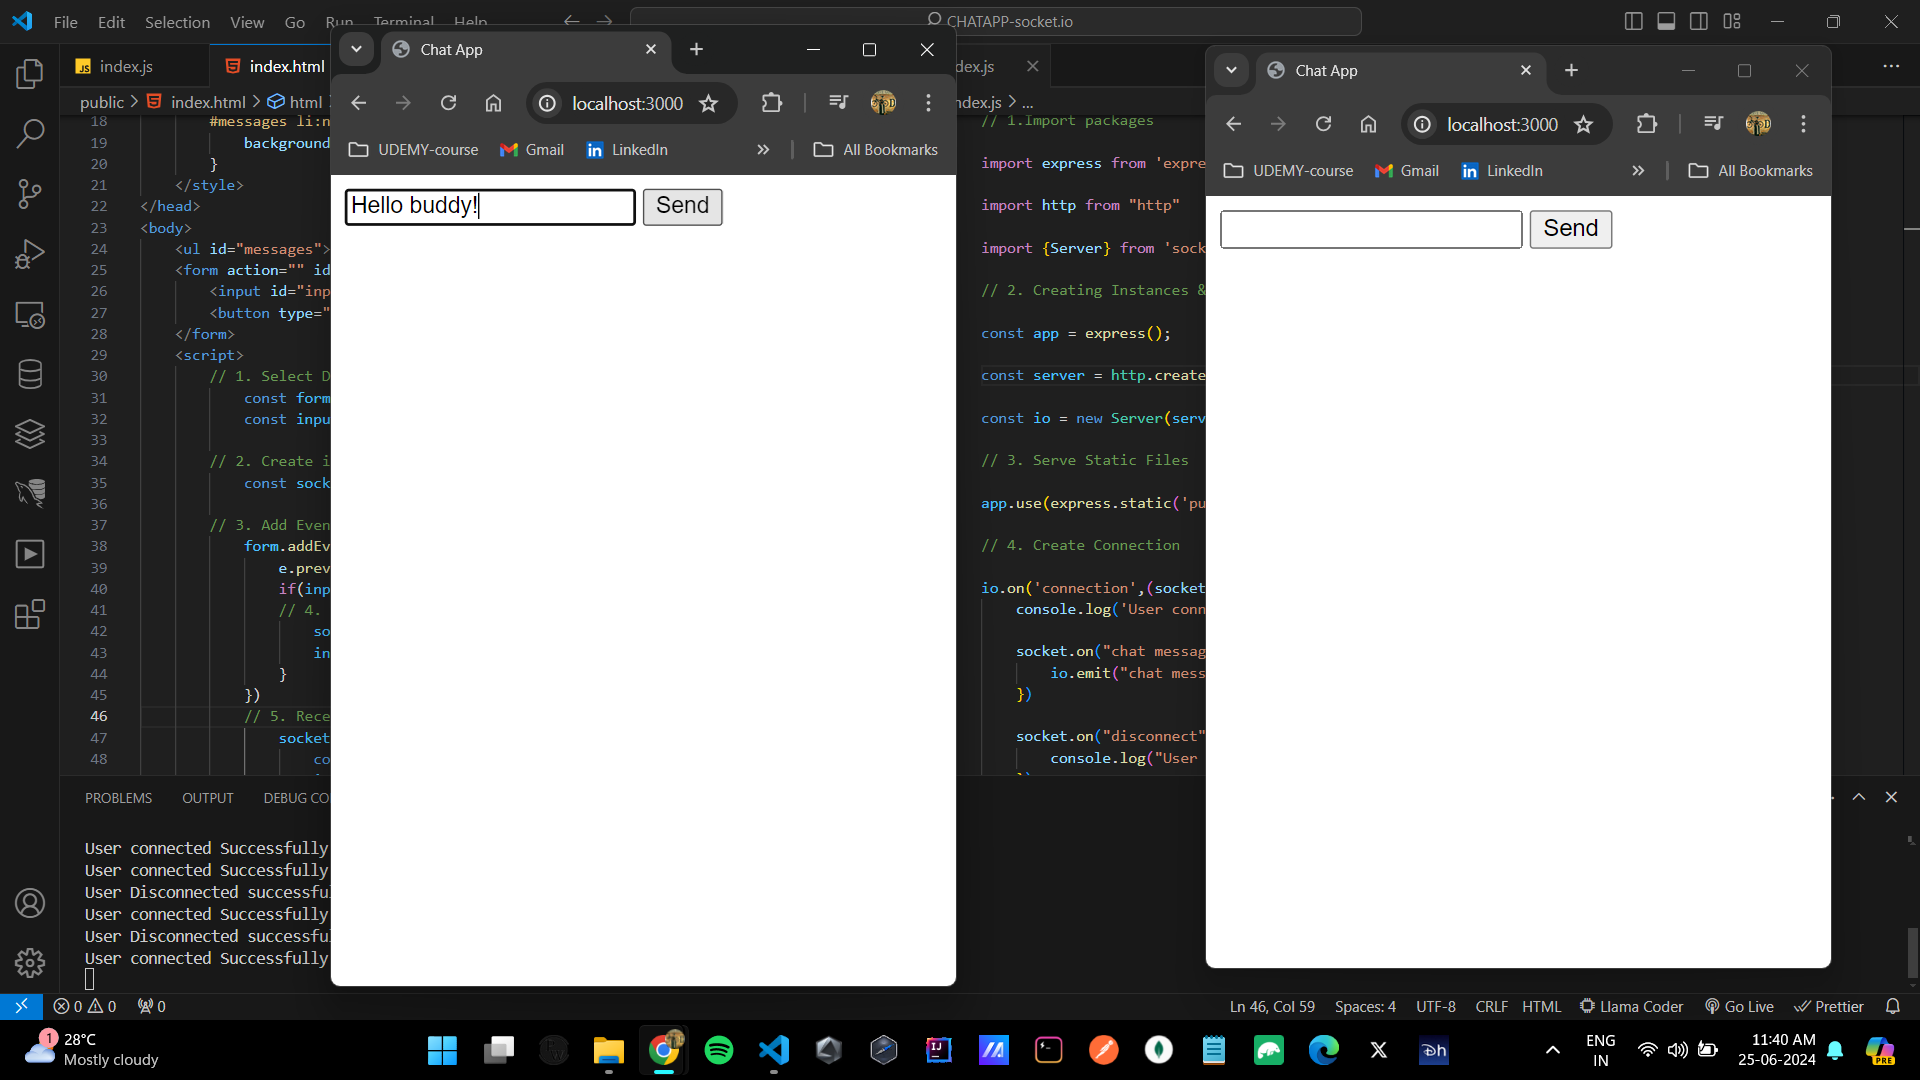 File Edit Selection View Go Run Terminal Help
CHATAPP-socket.io
index.js
index.html
dex.js
public > index.html > html
ndex.js > ...
18 #messages li:n
19 background
20 }
21 </style>
22 </head>
23 <body>
24 <ul id="messages">
25 <form action="" id
26 <input id="inp
27 <button type="
28 </form>
29 <script>
30 // 1. Select D
31 const form
32 const inpu
33
34 // 2. Create i
35 const sock
36
37 // 3. Add Even
38 form.addEv
39 e.prev
40 if(inp
41 // 4.
42 so
43 in
44 }
45 })
46 // 5. Rece
47 socket
48 co
Chat App
localhost:3000
UDEMY-course Gmail LinkedIn » All Bookmarks
Hello buddy! Send
// 1.Import packages
import express from 'expre
import http from "http"
import {Server} from 'sock
// 2. Creating Instances &
const app = express();
const server = http.create
const io = new Server(serv
// 3. Serve Static Files
app.use(express.static('pu
// 4. Create Connection
io.on('connection',(socket
console.log('User conn
socket.on("chat messag
io.emit("chat mess
})
socket.on("disconnect"
console.log("User
Chat App
localhost:3000
UDEMY-course Gmail LinkedIn » All Bookmarks
Send
PROBLEMS OUTPUT DEBUG CO
User connected Successfully
User connected Successfully
User Disconnected successful
User connected Successfully
User Disconnected successful
User connected Successfully
0 0 0
Ln 46, Col 59 Spaces: 4 UTF-8 CRLF HTML Llama Coder Go Live Prettier
1
28°C
Mostly cloudy
IJ
Dh
ENG
IN
11:40 AM
25-06-2024
PRE